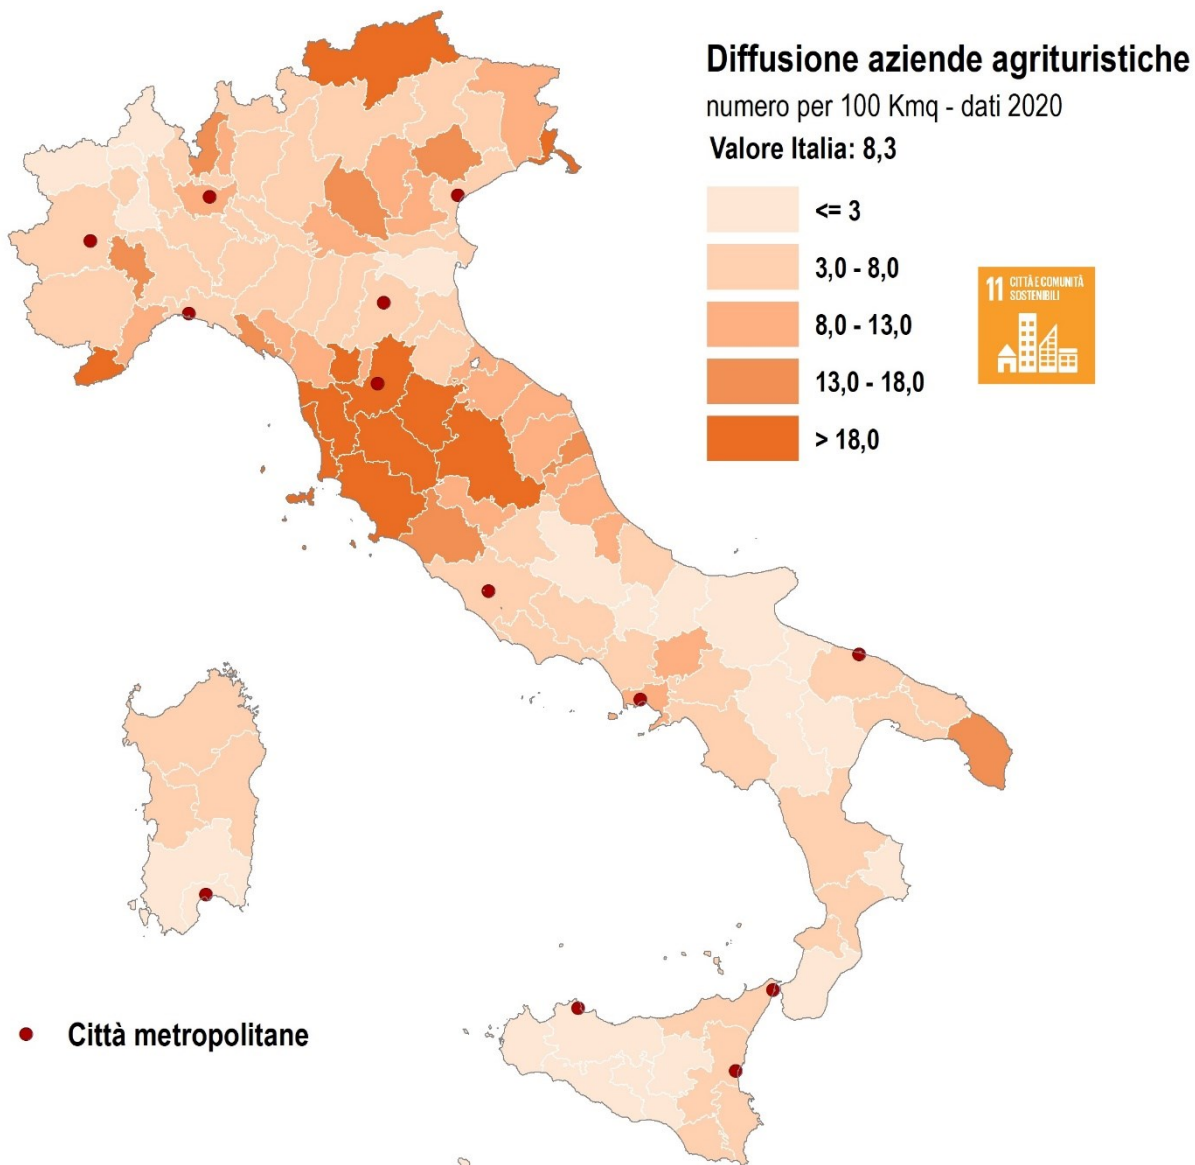 Diffusione aziende agrituristiche
numero per 100 Kmq - dati 2020
Valore Italia: 8,3
<= 3
3,0 - 8,0
8,0 - 13,0
13,0 - 18,0
> 18,0
11 CITTÀ E COMUNITÀ
SOSTENIBILI
Città metropolitane